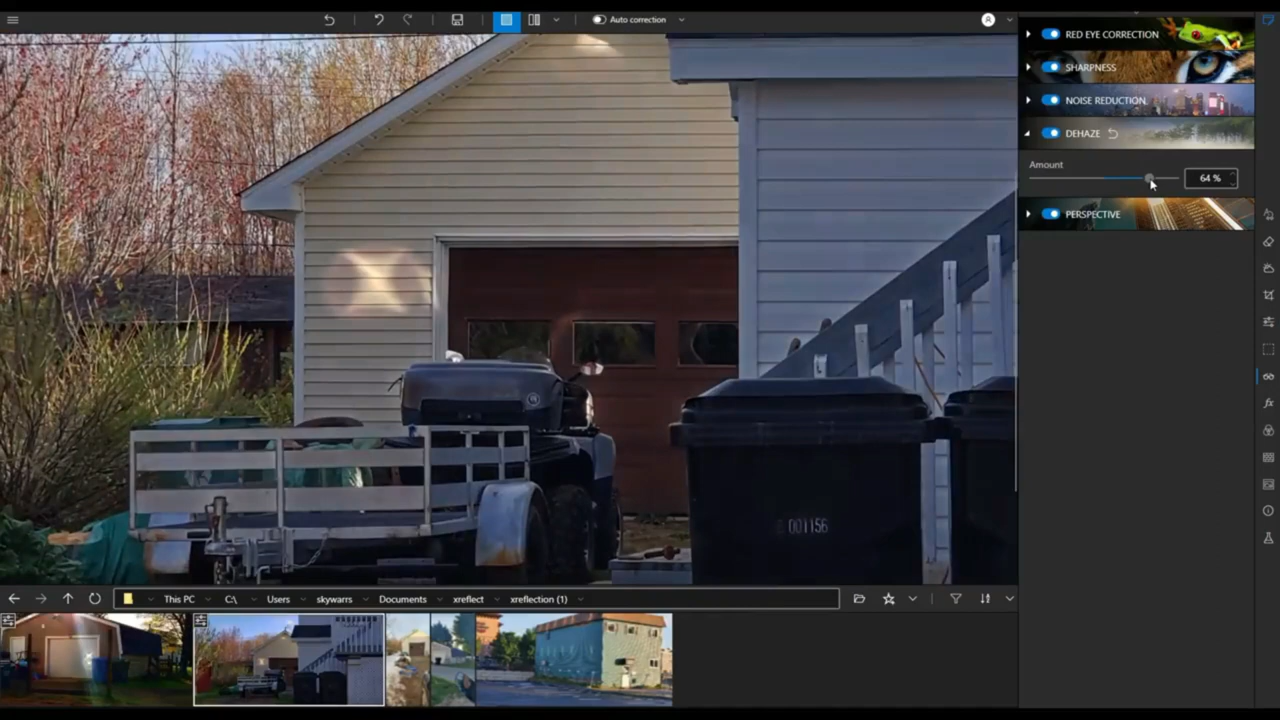 Auto correction
RED EYE CORRECTION
SHARPNESS
NOISE REDUCTION
DEHAZE
Amount
64 %
PERSPECTIVE
001156
This PC
C:\
Users
skywarrs
Documents
xreflect
xreflection (1)